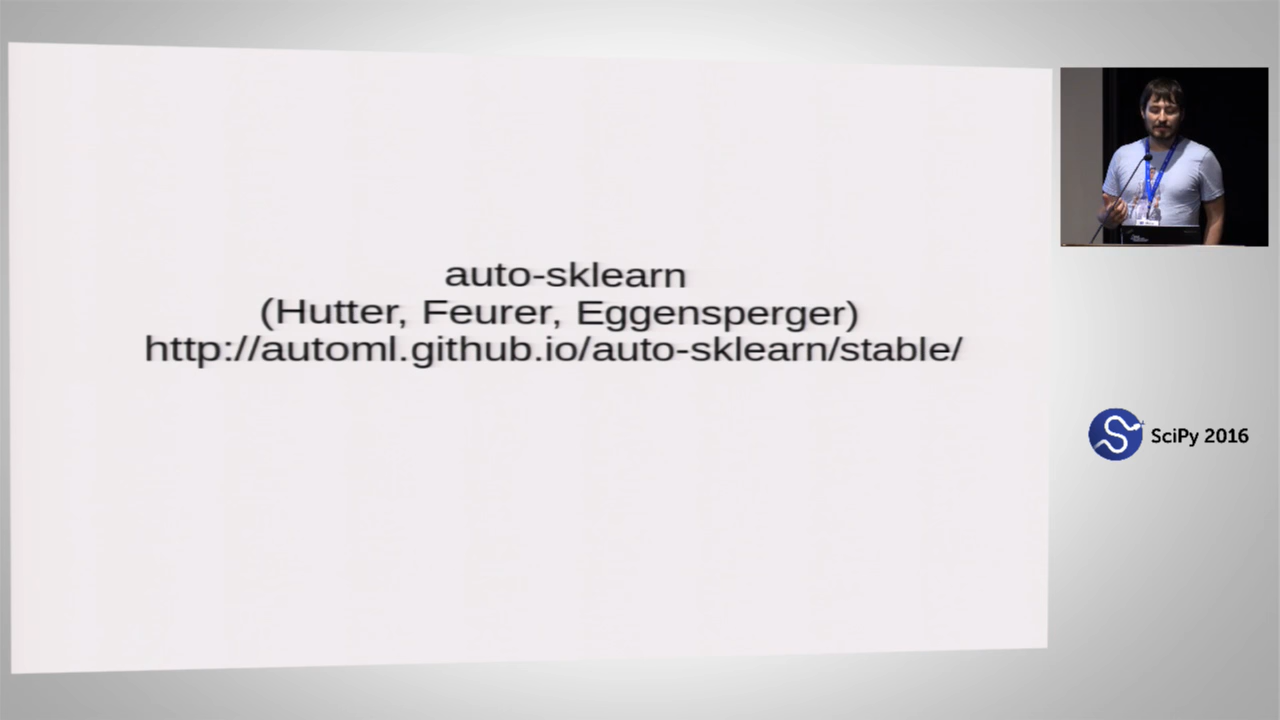 auto-sklearn
(Hutter, Feurer, Eggensperger)
http://automl.github.io/auto-sklearn/stable/
SciPy 2016